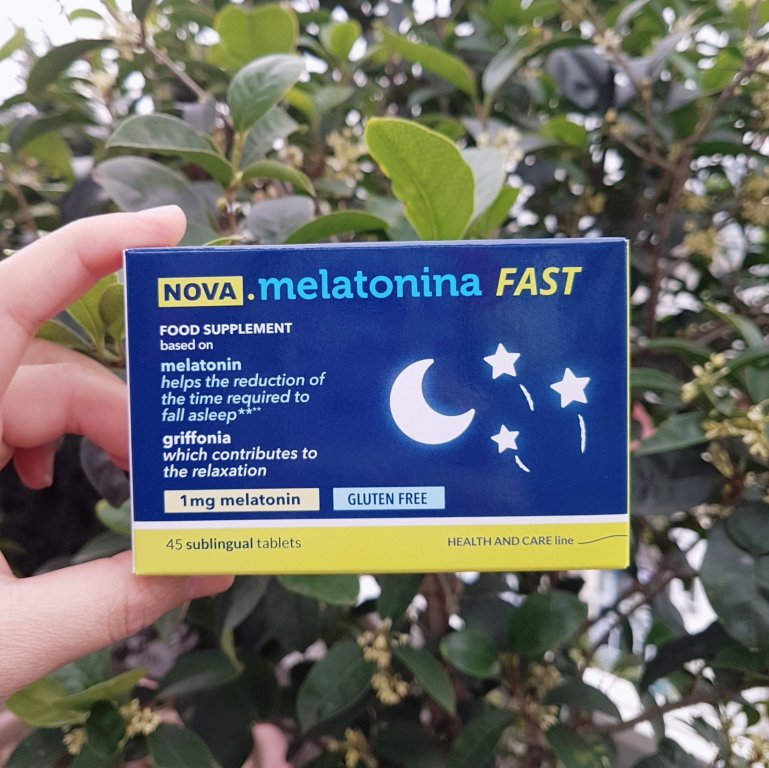 NOVA.melatonina FAST
FOOD SUPPLEMENT
based on
melatonin
helps the reduction of
the time required to
fall asleep****
griffonia
which contributes to
the relaxation
1mg melatonin
GLUTEN FREE
45 sublingual tablets
HEALTH AND CARE line